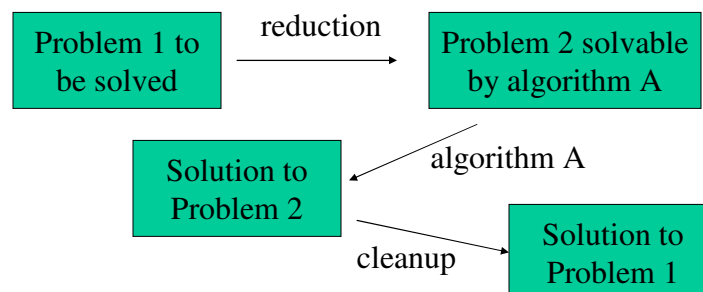 Problem 1 to
be solved
reduction
Problem 2 solvable
by algorithm A
algorithm A
Solution to
Problem 2
cleanup
Solution to
Problem 1